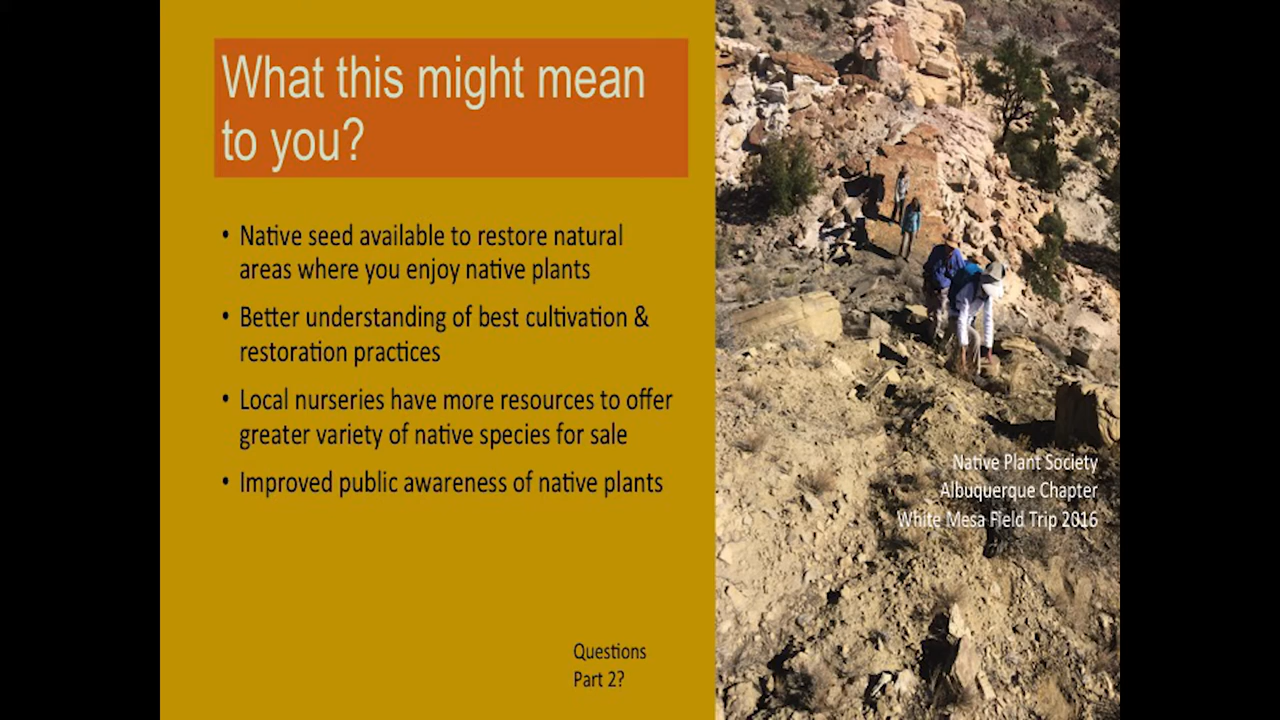 What this might mean
to you?
• Native seed available to restore natural
areas where you enjoy native plants
• Better understanding of best cultivation &
restoration practices
• Local nurseries have more resources to offer
greater variety of native species for sale
• Improved public awareness of native plants
Native Plant Society
Albuquerque Chapter
White Mesa Field Trip 2016
Questions
Part 2?